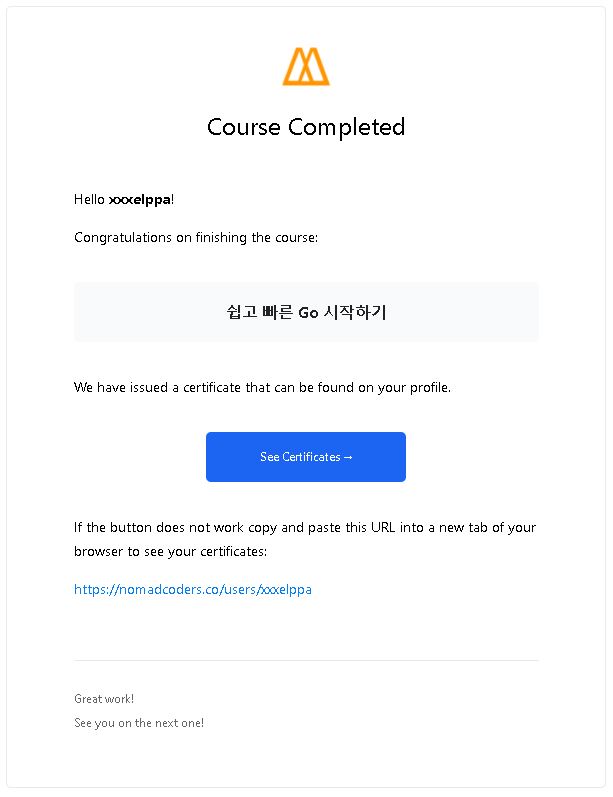 Course Completed
Hello xxxelppa!
Congratulations on finishing the course:
쉽고 빠른 Go 시작하기
We have issued a certificate that can be found on your profile.
See Certificates →
If the button does not work copy and paste this URL into a new tab of your
browser to see your certificates:
https://nomadcoders.co/users/xxxelppa
Great work!
See you on the next one!